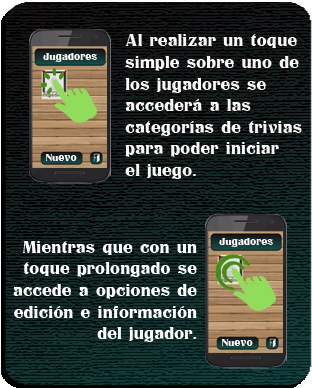 Jugadores
Nuevo
Al realizar un toque
simple sobre uno de
los jugadores se
accederá a las
categorías de trivias
para poder iniciar
el juego.
Mientras que con un
toque prolongado se
accede a opciones de
edición e información
del jugador.
Jugadores
Nuevo